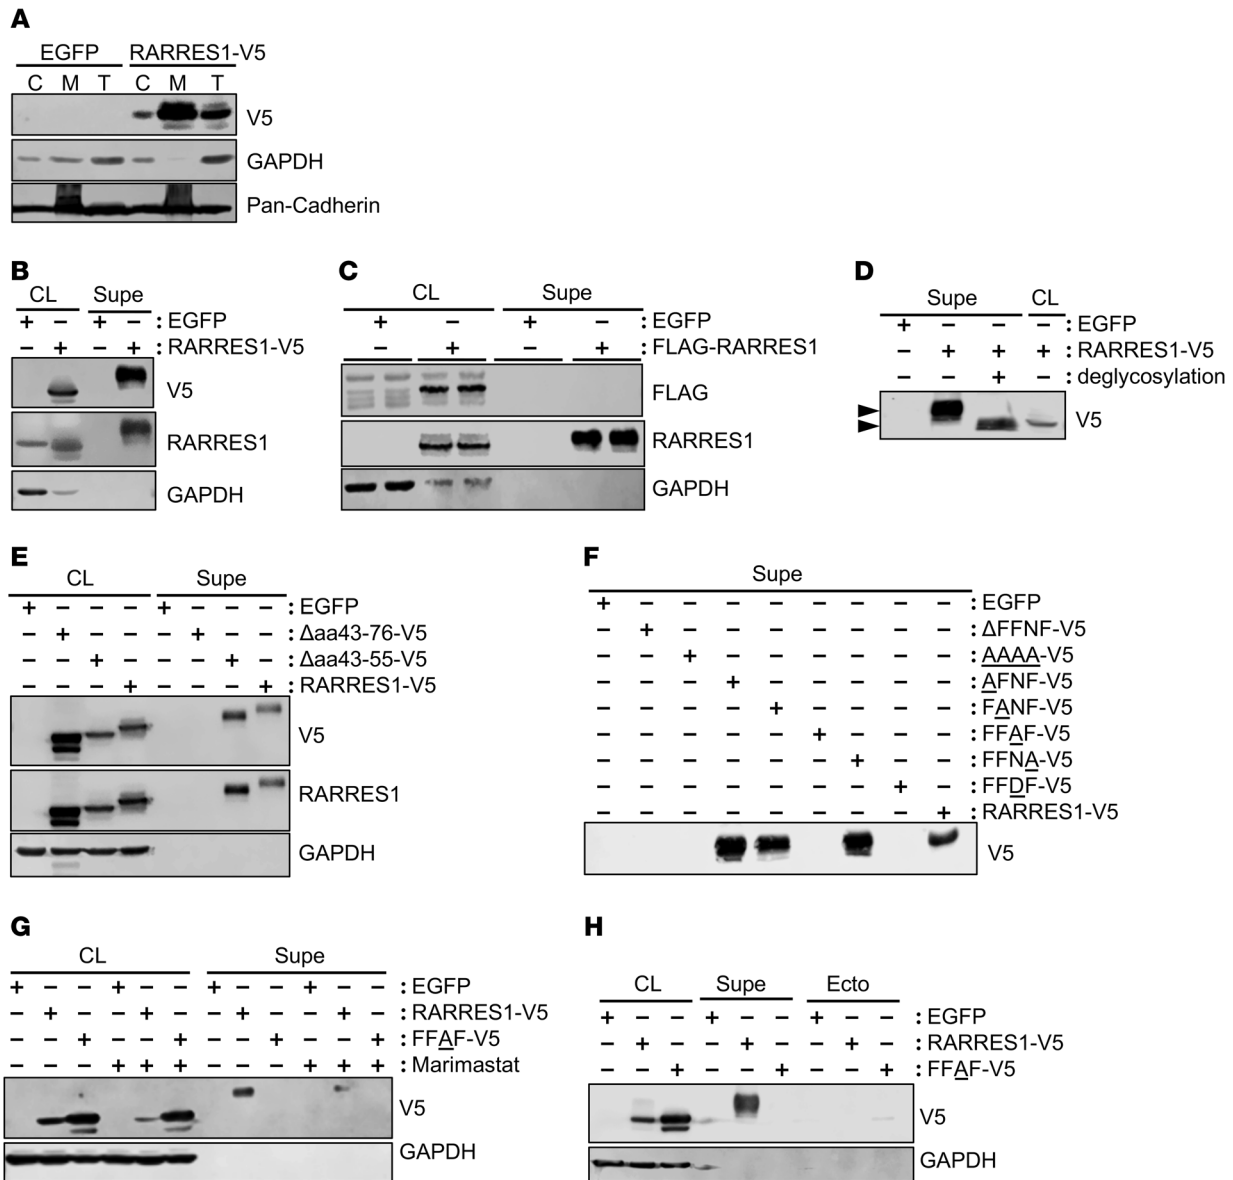 A
EGFP RARRES1-V5
C M T C M T
V5
GAPDH
Pan-Cadherin
B
CL Supe
+ − + − : EGFP
− + − + : RARRES1-V5
V5
RARRES1
GAPDH
C
CL Supe
+ − + − : EGFP
− + − + : FLAG-RARRES1
FLAG
RARRES1
GAPDH
D
Supe CL
+ − − − : EGFP
− + + + : RARRES1-V5
− − + − : deglycosylation
V5
E
CL Supe
+ − − − + − − − : EGFP
− + − − − + − − : Δaa43-76-V5
− − + − − − + − : Δaa43-55-V5
− − − + − − − + : RARRES1-V5
V5
RARRES1
GAPDH
F
Supe
+ − − − − − − − − : EGFP
− + − − − − − − − : ΔFFNF-V5
− − + − − − − − − : AAAA-V5
− − − + − − − − − : AFNF-V5
− − − − + − − − − : FANF-V5
− − − − − + − − − : FFAF-V5
− − − − − − + − − : FFNA-V5
− − − − − − − + − : FFDF-V5
− − − − − − − − + : RARRES1-V5
V5
G
CL Supe
+ − − + − − + − − + − − : EGFP
− + − − + − − + − − + − : RARRES1-V5
− − + − − + − − + − − + : FFAF-V5
− − − + + + − − − + + + : Marimastat
V5
GAPDH
H
CL Supe Ecto
+ − − + − − + − − : EGFP
− + − − + − − + − : RARRES1-V5
− − + − − + − − + : FFAF-V5
V5
GAPDH